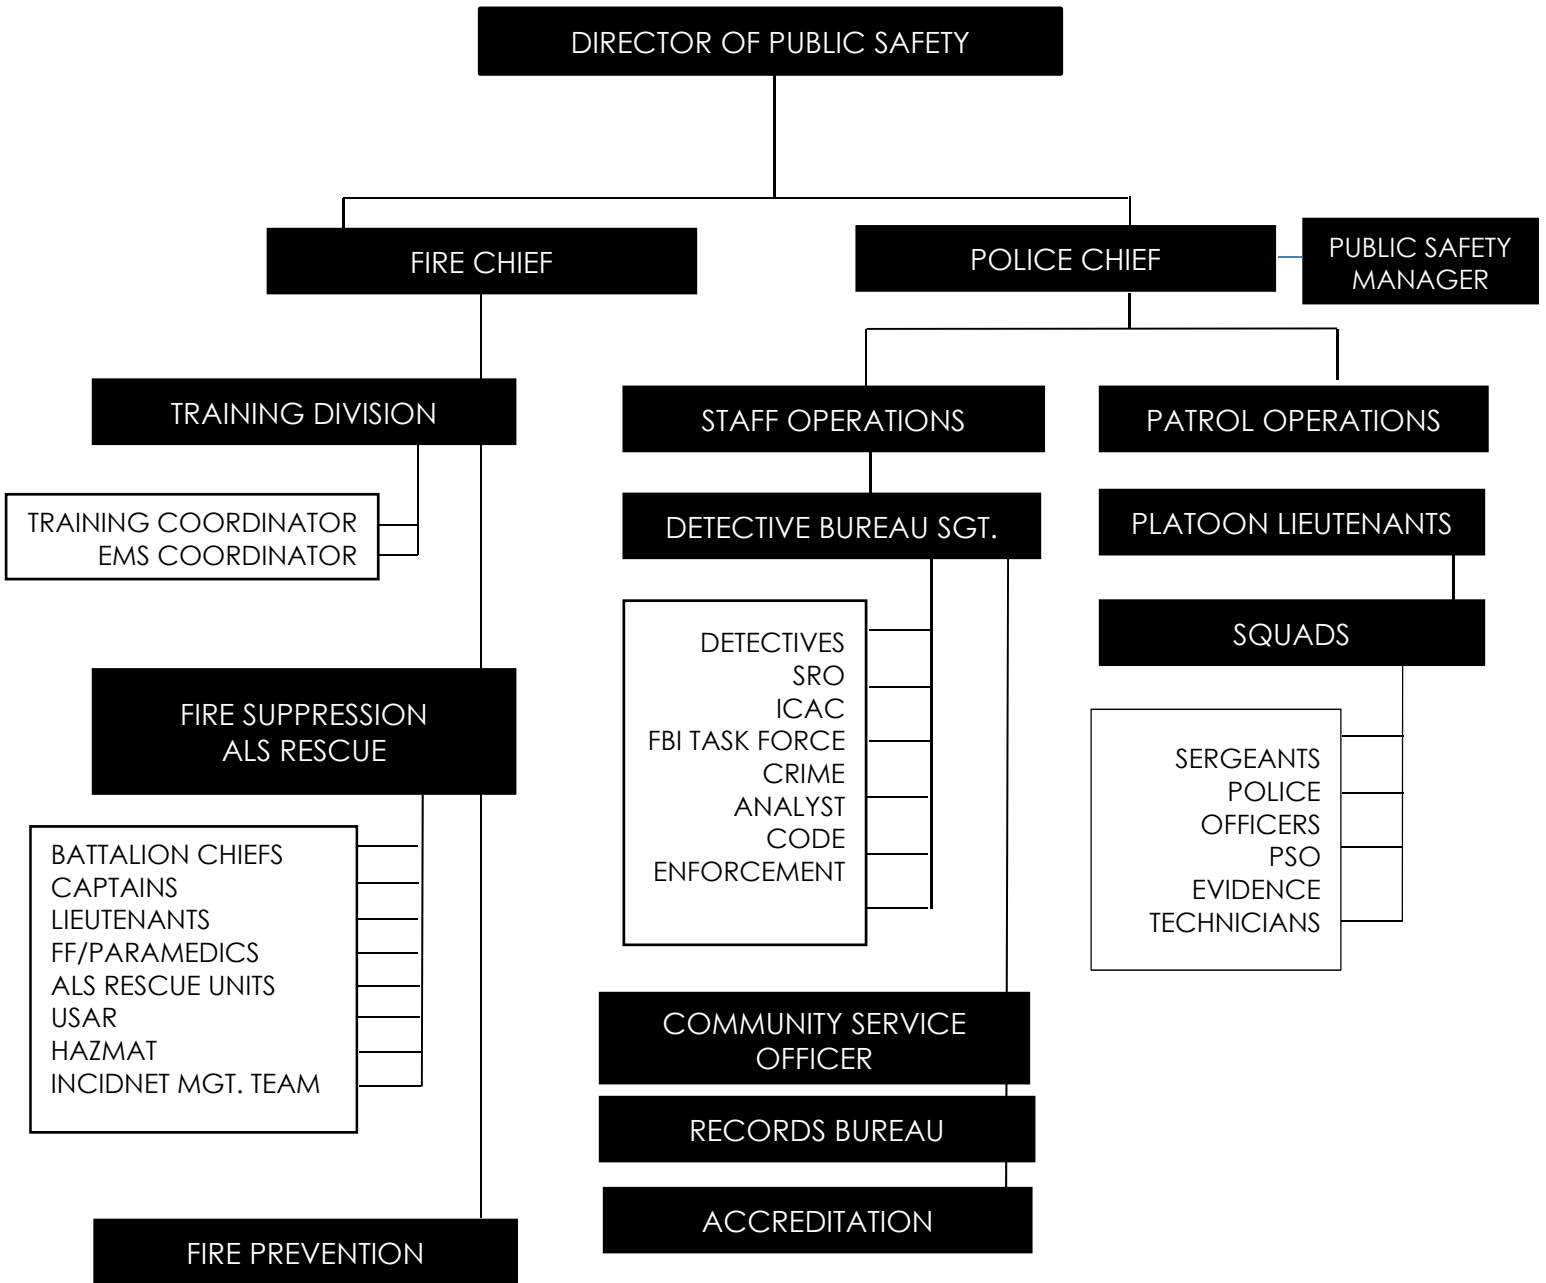 DIRECTOR OF PUBLIC SAFETY
FIRE CHIEF
POLICE CHIEF
PUBLIC SAFETY
MANAGER
TRAINING DIVISION
TRAINING COORDINATOR
EMS COORDINATOR
FIRE SUPPRESSION
ALS RESCUE
BATTALION CHIEFS
CAPTAINS
LIEUTENANTS
FF/PARAMEDICS
ALS RESCUE UNITS
USAR
HAZMAT
INCIDNET MGT. TEAM
FIRE PREVENTION
STAFF OPERATIONS
DETECTIVE BUREAU SGT.
DETECTIVES
SRO
ICAC
FBI TASK FORCE
CRIME
ANALYST
CODE
ENFORCEMENT
COMMUNITY SERVICE
OFFICER
RECORDS BUREAU
ACCREDITATION
PATROL OPERATIONS
PLATOON LIEUTENANTS
SQUADS
SERGEANTS
POLICE
OFFICERS
PSO
EVIDENCE
TECHNICIANS